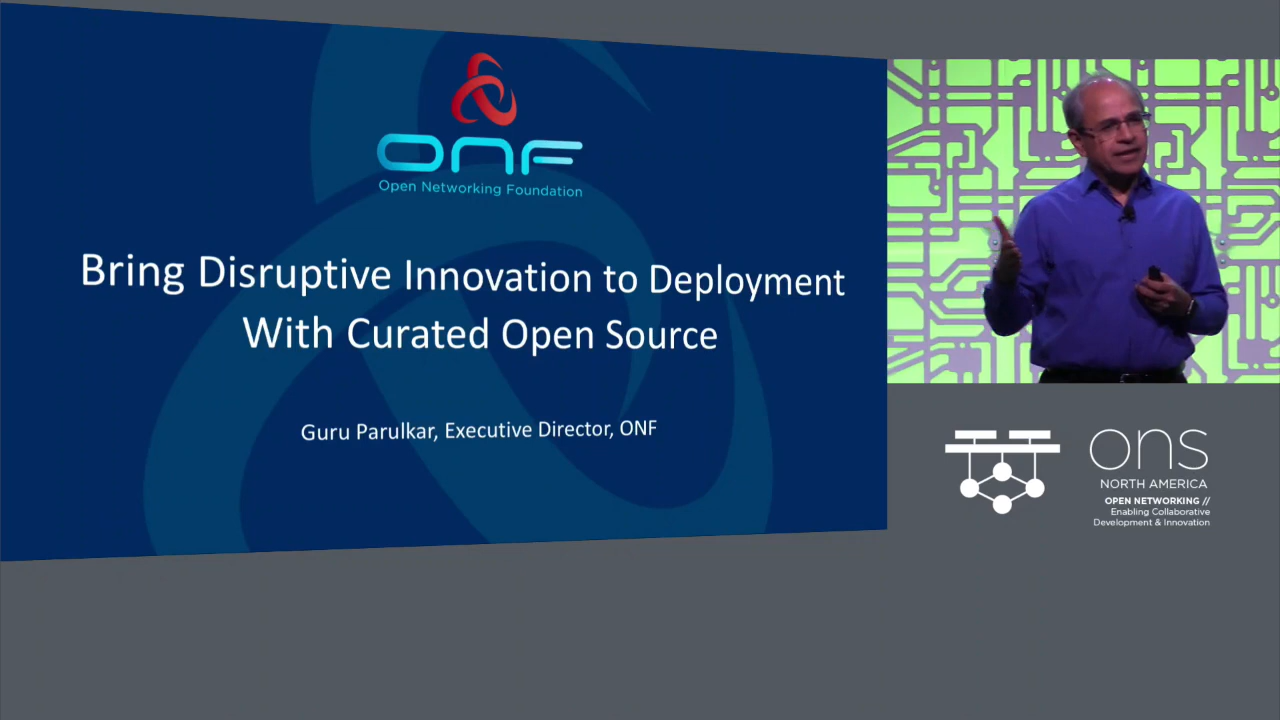 ONF
Open Networking Foundation
Bring Disruptive Innovation to Deployment
With Curated Open Source
Guru Parulkar, Executive Director, ONF
ons
NORTH AMERICA
OPEN NETWORKING //
Enabling Collaborative
Development & Innovation